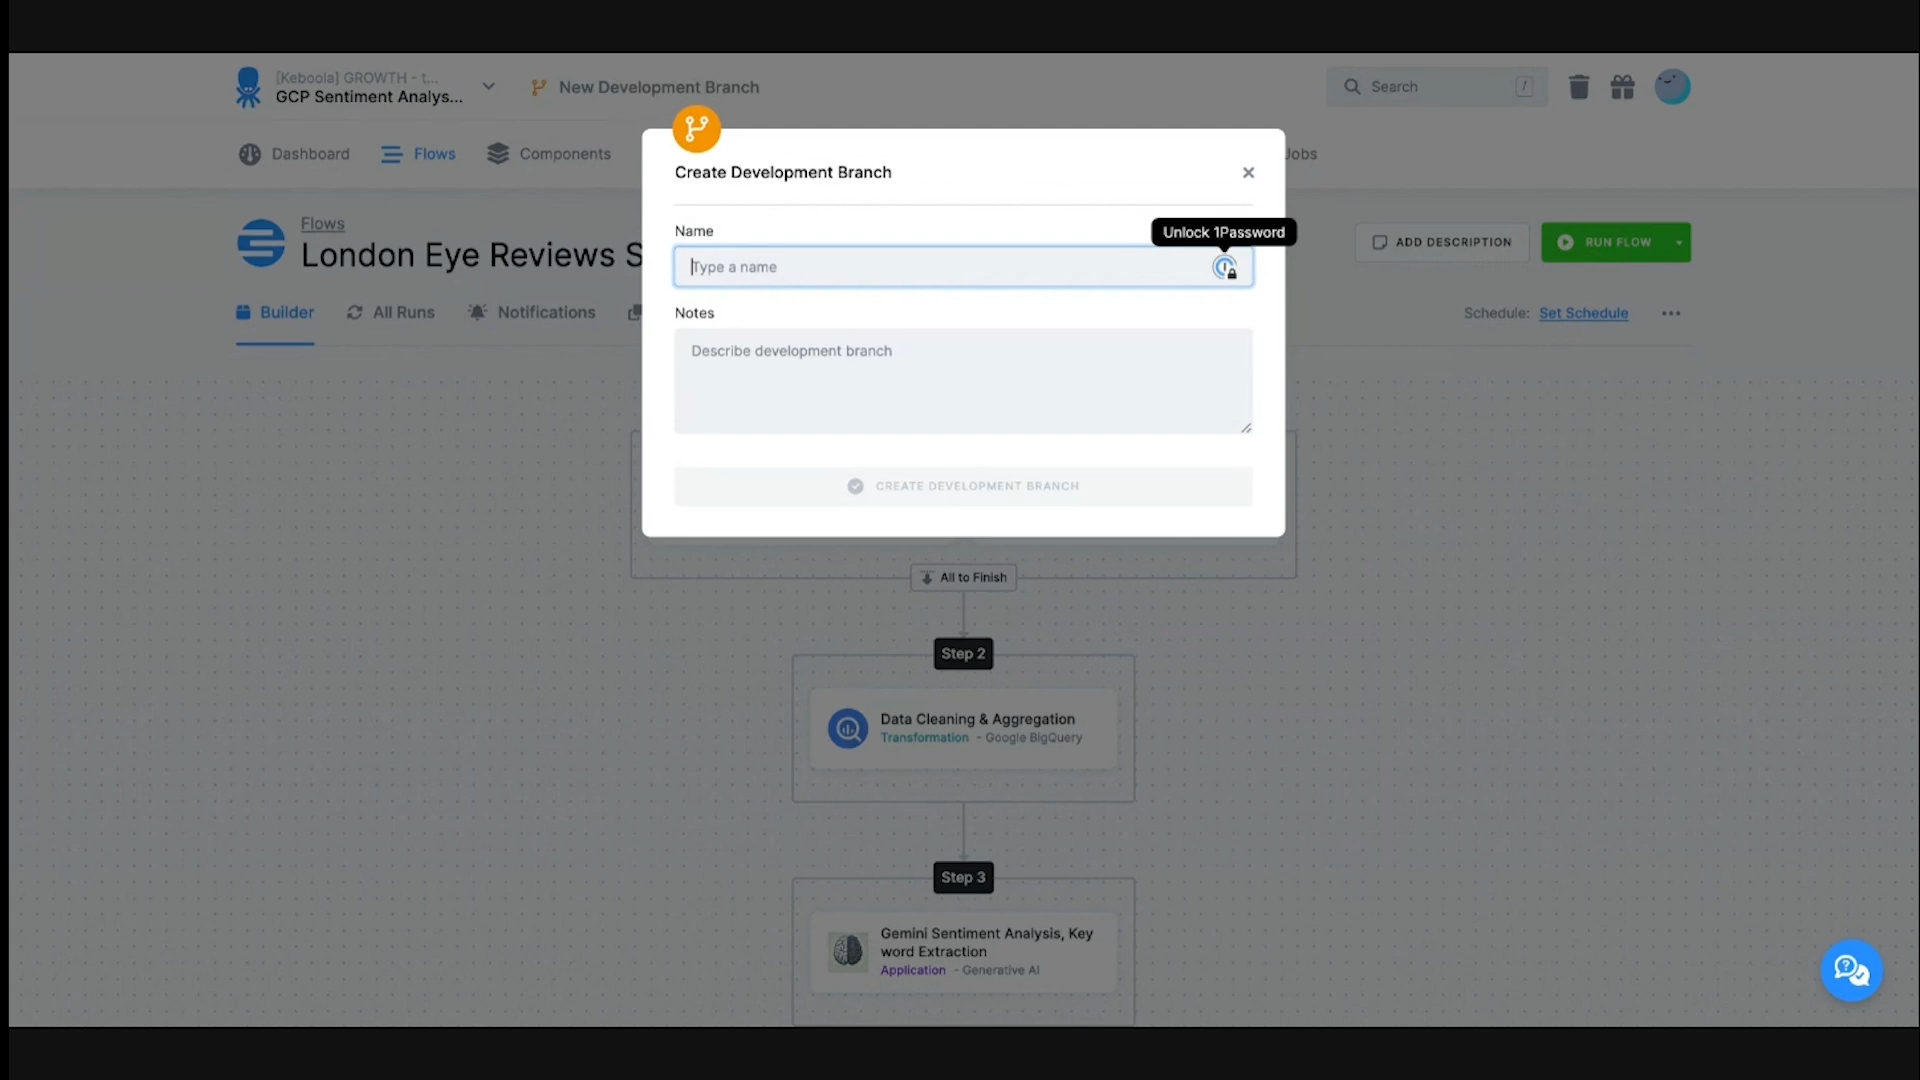 [Keboola] GROWTH - t...
GCP Sentiment Analys...
New Development Branch
Search
/
Dashboard
Flows
Components
Jobs
Create Development Branch
Flows
London Eye Reviews S
Name
Unlock 1Password
ADD DESCRIPTION
RUN FLOW
Type a name
Builder
All Runs
Notifications
Notes
Schedule: Set Schedule
Describe development branch
CREATE DEVELOPMENT BRANCH
All to Finish
Step 2
Data Cleaning & Aggregation
Transformation - Google BigQuery
Step 3
Gemini Sentiment Analysis, Key
word Extraction
Application - Generative AI